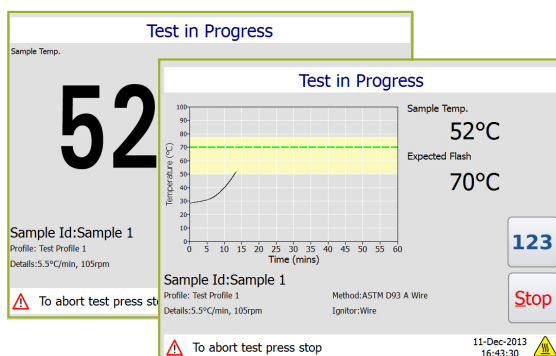 Test in Progress
Sample Temp.
52
Sample Id:Sample 1
Profile: Test Profile 1
Details:5.5°C/min, 105rpm
To abort test press sto
Test in Progress
100
90
80
70
60
50
40
30
20
10
0
Temperature (°C)
0 5 10 15 20 25 30 35 40 45 50 55 60
Time (mins)
Sample Temp.
52°C
Expected Flash
70°C
123
Stop
Sample Id:Sample 1
Profile: Test Profile 1 Method:ASTM D93 A Wire
Details:5.5°C/min, 105rpm Ignitor:Wire
To abort test press stop
11-Dec-2013
16:43:30